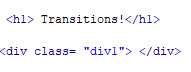 <h1> Transitions!</h1>
<div class= "div1"> </div>